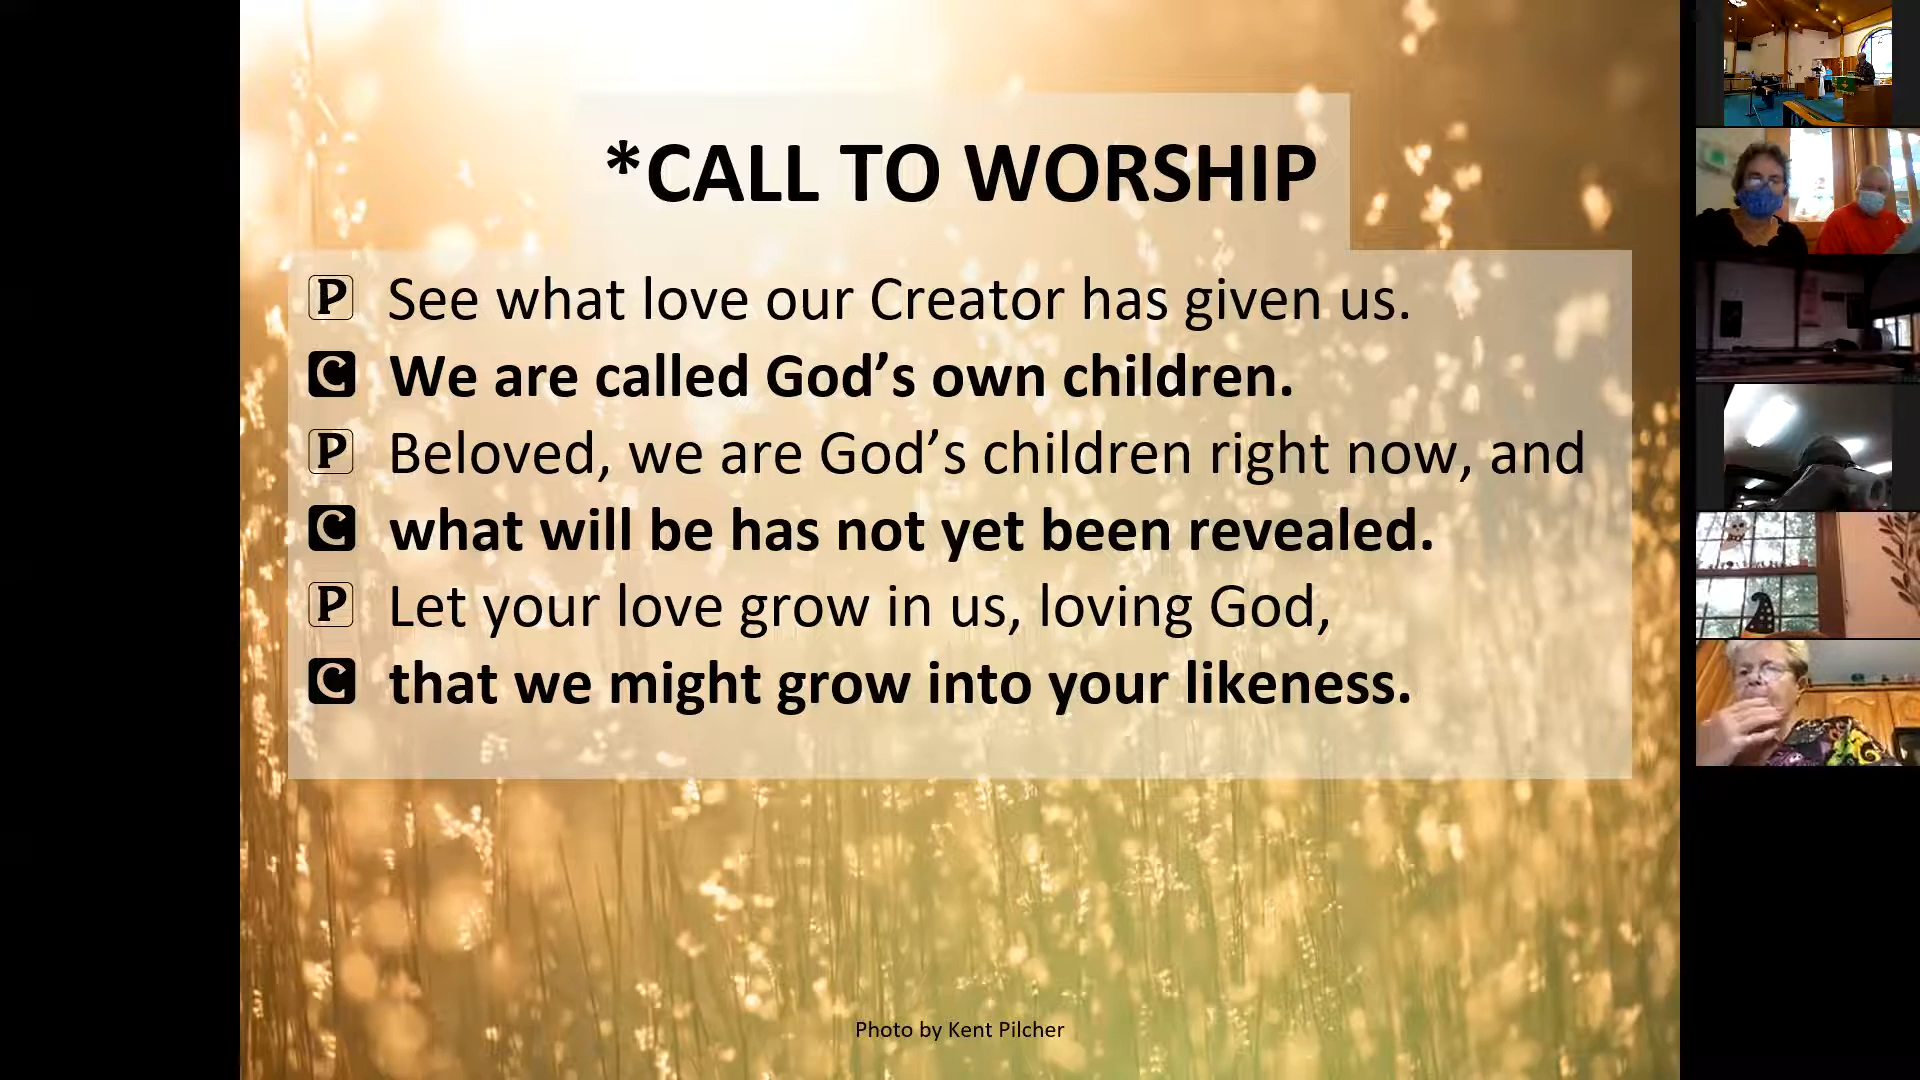 *CALL TO WORSHIP
P See what love our Creator has given us.
C We are called God’s own children.
P Beloved, we are God’s children right now, and
C what will be has not yet been revealed.
P Let your love grow in us, loving God,
C that we might grow into your likeness.
Photo by Kent Pilcher